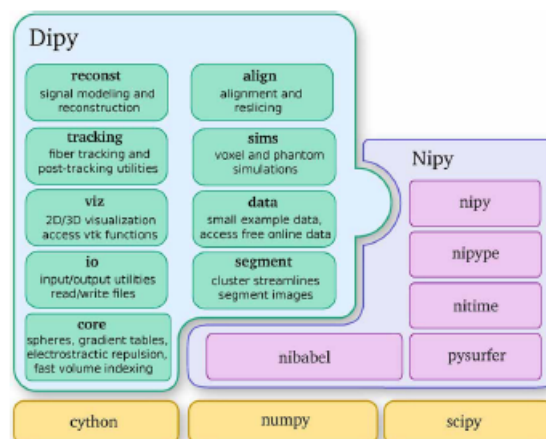 Dipy
reconst
signal modeling and
reconstruction
align
alignment and
reslicing
tracking
fiber tracking and
post-tracking utilities
sims
voxel and phantom
simulations
viz
2D/3D visualization
access vtk functions
data
small example data,
access free online data
io
input/output utilities
read/write files
segment
cluster streamlines
segment images
core
spheres, gradient tables,
electrostractic repulsion,
fast volume indexing
Nipy
nipy
nipype
nitime
nibabel
pysurfer
cython
numpy
scipy